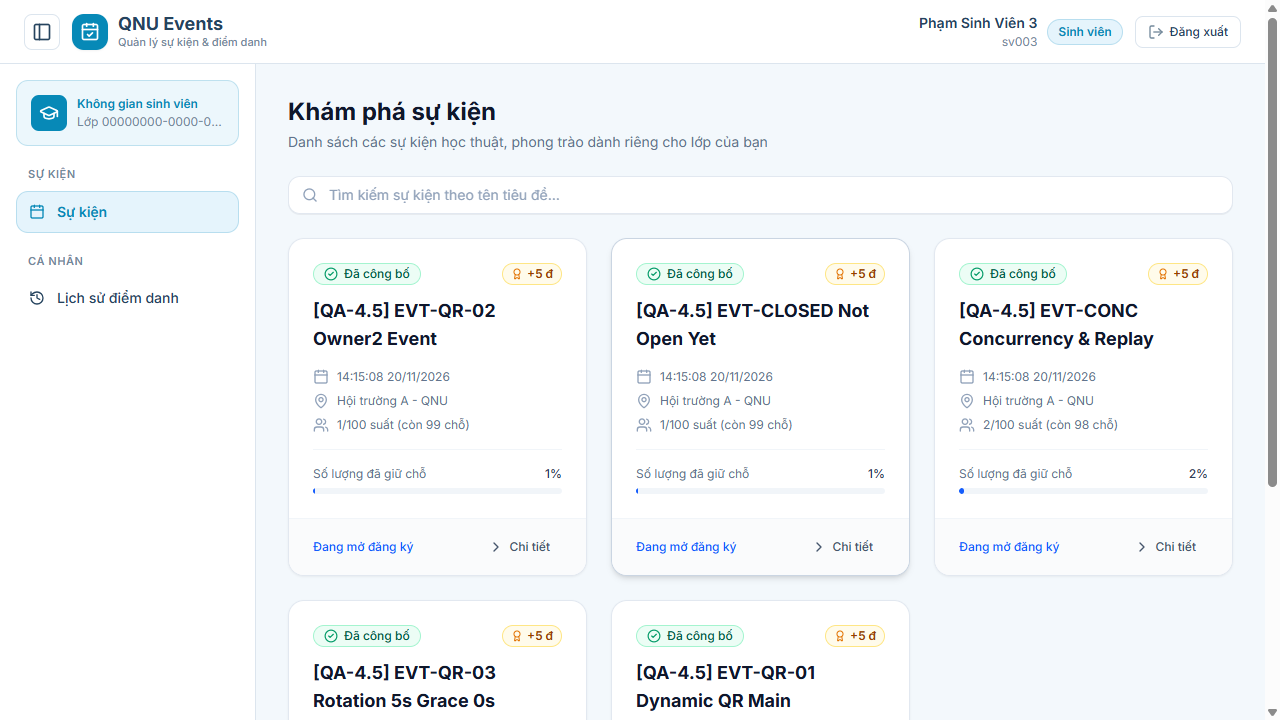 QNU Events
Quản lý sự kiện & điểm danh
Phạm Sinh Viên 3
sv003
Sinh viên
Đăng xuất
Không gian sinh viên
Lớp 00000000-0000-0...
SỰ KIỆN
Sự kiện
CÁ NHÂN
Lịch sử điểm danh
Khám phá sự kiện
Danh sách các sự kiện học thuật, phong trào dành riêng cho lớp của bạn
Tìm kiếm sự kiện theo tên tiêu đề...
Đã công bố
+5 đ
[QA-4.5] EVT-QR-02
Owner2 Event
14:15:08 20/11/2026
Hội trường A - QNU
1/100 suất (còn 99 chỗ)
Số lượng đã giữ chỗ
1%
Đang mở đăng ký
Chi tiết
Đã công bố
+5 đ
[QA-4.5] EVT-CLOSED Not
Open Yet
14:15:08 20/11/2026
Hội trường A - QNU
1/100 suất (còn 99 chỗ)
Số lượng đã giữ chỗ
1%
Đang mở đăng ký
Chi tiết
Đã công bố
+5 đ
[QA-4.5] EVT-CONC
Concurrency & Replay
14:15:08 20/11/2026
Hội trường A - QNU
2/100 suất (còn 98 chỗ)
Số lượng đã giữ chỗ
2%
Đang mở đăng ký
Chi tiết
Đã công bố
+5 đ
[QA-4.5] EVT-QR-03
Rotation 5s Grace 0s
Đã công bố
+5 đ
[QA-4.5] EVT-QR-01
Dynamic QR Main